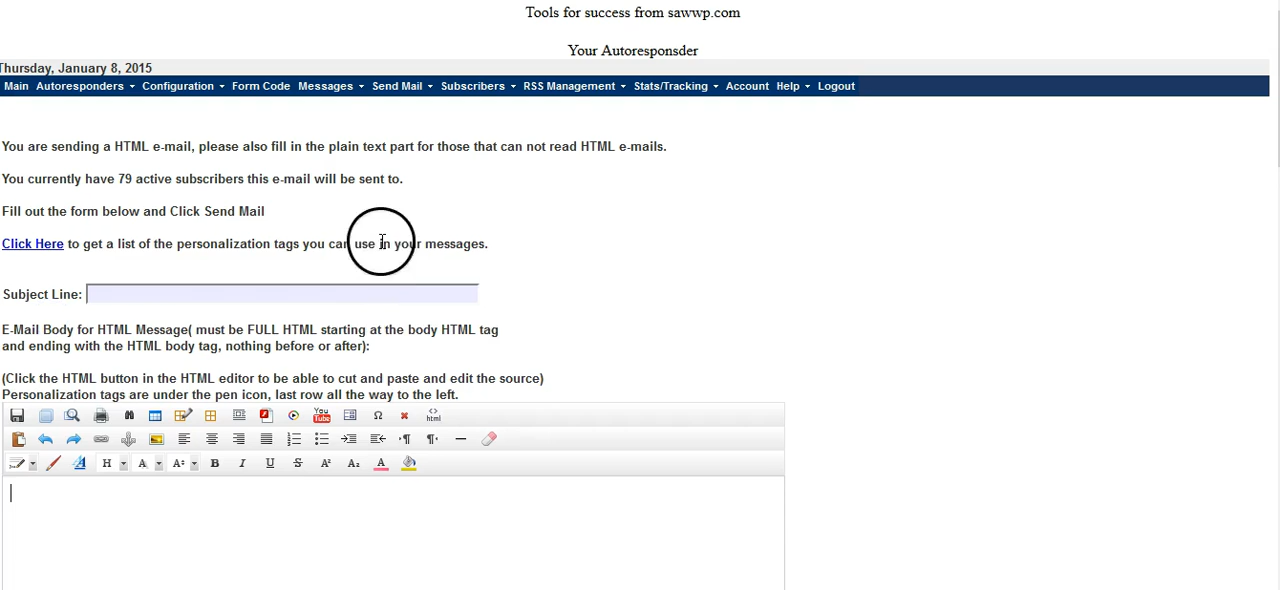 Tools for success from sawwp.com
Your Autoresponsder
Thursday, January 8, 2015
Main Autoresponders Configuration Form Code Messages Send Mail Subscribers RSS Management Stats/Tracking Account Help Logout
You are sending a HTML e-mail, please also fill in the plain text part for those that can not read HTML e-mails.
You currently have 79 active subscribers this e-mail will be sent to.
Fill out the form below and Click Send Mail
Click Here to get a list of the personalization tags you can use in your messages.
Subject Line:
E-Mail Body for HTML Message( must be FULL HTML starting at the body HTML tag
and ending with the HTML body tag, nothing before or after):
(Click the HTML button in the HTML editor to be able to cut and paste and edit the source)
Personalization tags are under the pen icon, last row all the way to the left.
You Tube Ω html
H A A B I U S A² A₂ A